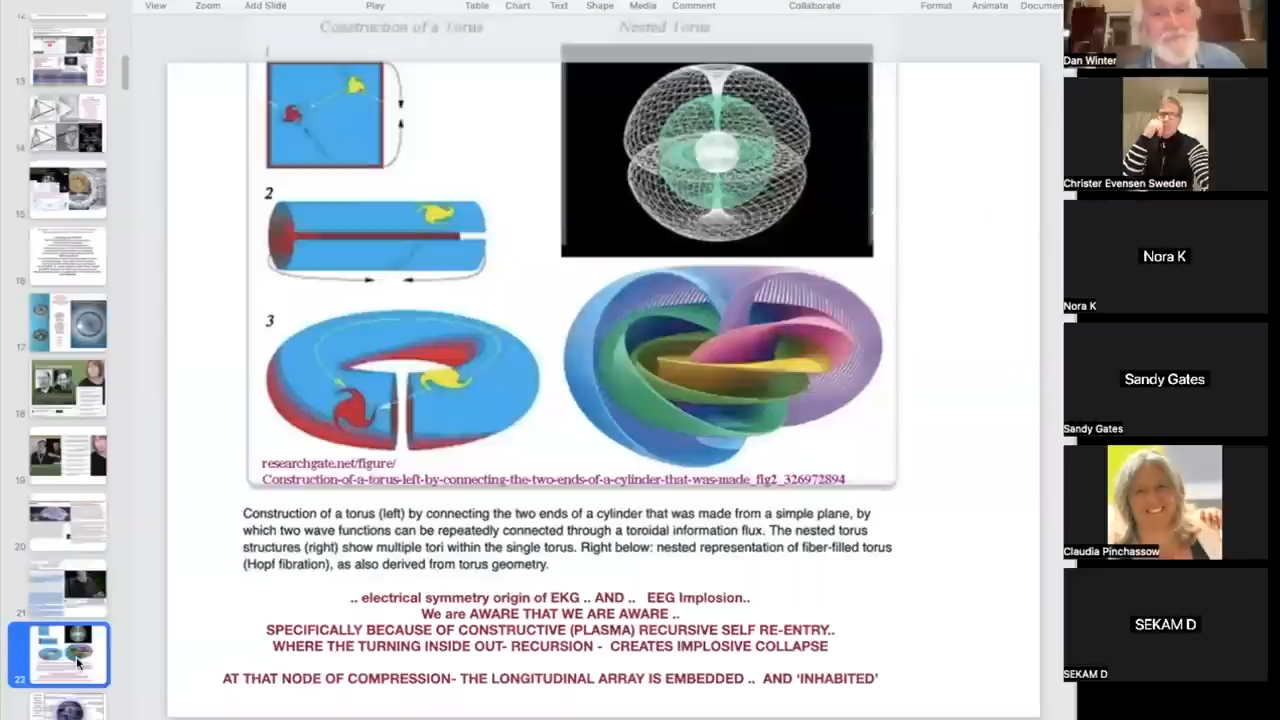 View Zoom Add Slide Play Table Chart Text Shape Media Comment Collaborate Format Animate Documen
Construction of a Torus Nested Torus
1
2
3
researchgate.net/figure/
Construction-of-a-torus-left-by-connecting-the-two-ends-of-a-cylinder-that-was-made_fig2_326972894
Construction of a torus (left) by connecting the two ends of a cylinder that was made from a simple plane, by
which two wave functions can be repeatedly connected through a toroidal information flux. The nested torus
structures (right) show multiple tori within the single torus. Right below: nested representation of fiber-filled torus
(Hopf fibration), as also derived from torus geometry.
.. electrical symmetry origin of EKG .. AND .. EEG Implosion..
We are AWARE THAT WE ARE AWARE ..
SPECIFICALLY BECAUSE OF CONSTRUCTIVE (PLASMA) RECURSIVE SELF RE-ENTRY..
WHERE THE TURNING INSIDE OUT- RECURSION - CREATES IMPLOSIVE COLLAPSE
AT THAT NODE OF COMPRESSION- THE LONGITUDINAL ARRAY IS EMBEDDED .. AND 'INHABITED'
13
14
17
18
19
20
21
22
Dan Winter
Christer Evensen Sweden
Nora K
Nora K
Sandy Gates
Sandy Gates
Claudia Pinchassow
SEKAM D
SEKAM D